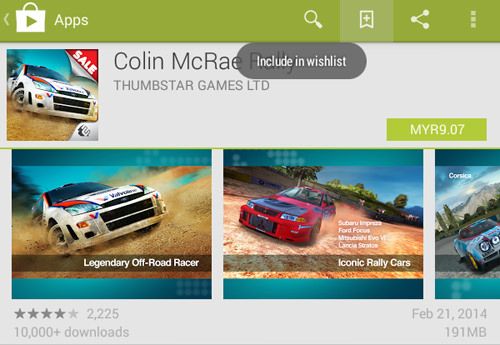 Apps
Colin McRae Rally
Include in wishlist
THUMBSTAR GAMES LTD
SALE
MYR9.07
Valvoline
Legendary Off-Road Racer
Subaru Impreza
Ford Focus
Mitsubishi Evo VI
Lancia Stratos
Iconic Rally Cars
Corsica
2,225
Feb 21, 2014
10,000+ downloads
191MB